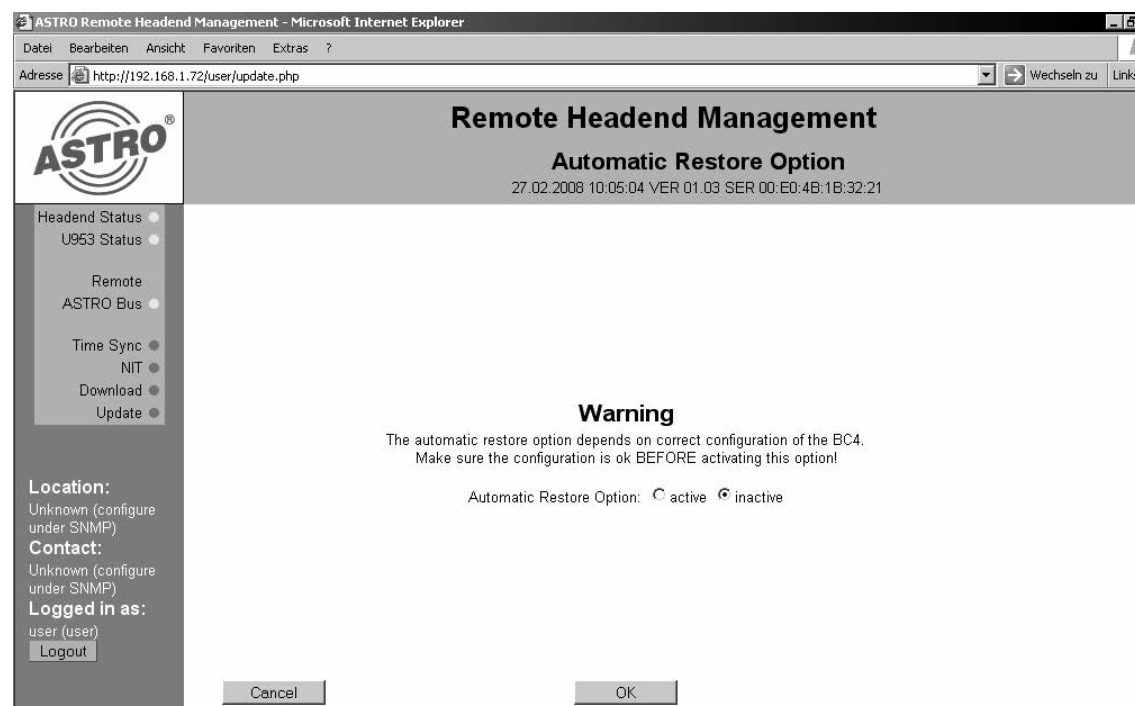 ASTRO Remote Headend Management - Microsoft Internet Explorer
Datei Bearbeiten Ansicht Favoriten Extras ?
Adresse http://192.168.1.72/user/update.php Wechseln zu Links
ASTRO®
Remote Headend Management
Automatic Restore Option
27.02.2008 10:05:04 VER 01.03 SER 00:E0:4B:1B:32:21
Headend Status
U953 Status
Remote
ASTRO Bus
Time Sync
NIT
Download
Update
Location:
Unknown (configure
under SNMP)
Contact:
Unknown (configure
under SNMP)
Logged in as:
user (user)
Logout
Warning
The automatic restore option depends on correct configuration of the BC4.
Make sure the configuration is ok BEFORE activating this option!
Automatic Restore Option: active inactive
Cancel OK